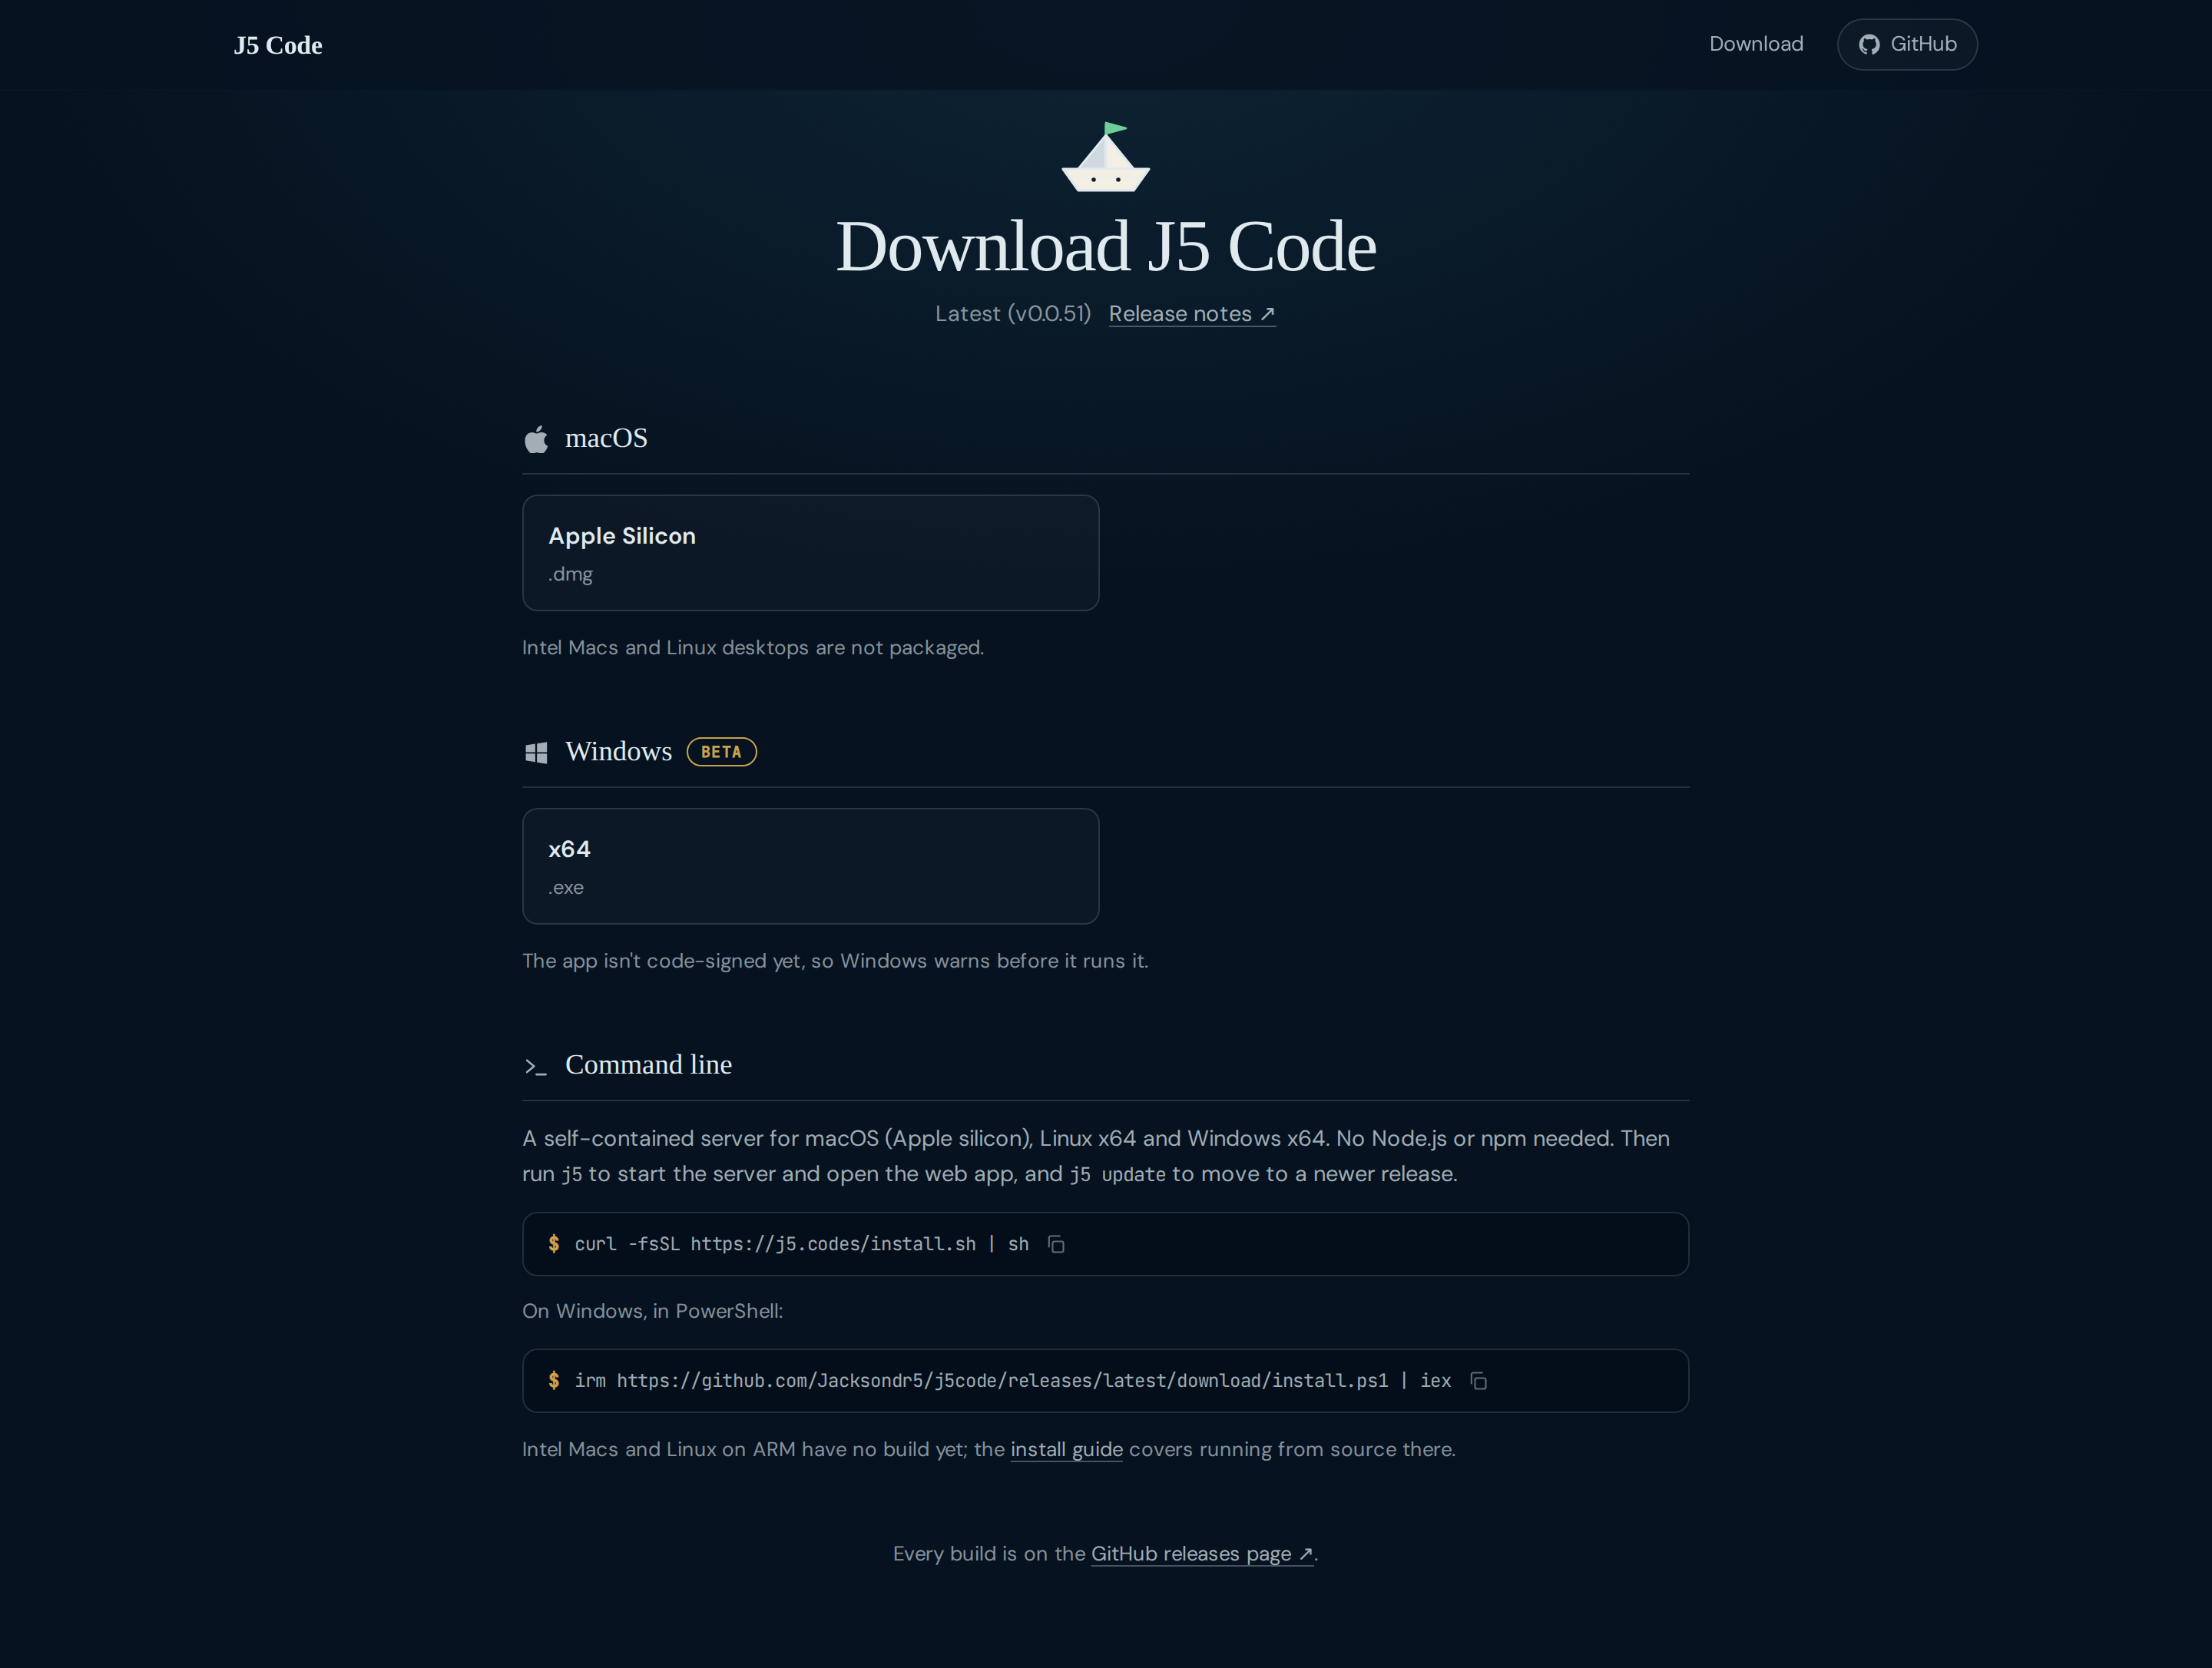 J5 Code
Download
GitHub
Download J5 Code
Latest (v0.0.51) Release notes ↗
macOS
Apple Silicon
.dmg
Intel Macs and Linux desktops are not packaged.
Windows BETA
x64
.exe
The app isn't code-signed yet, so Windows warns before it runs it.
Command line
A self-contained server for macOS (Apple silicon), Linux x64 and Windows x64. No Node.js or npm needed. Then
run j5 to start the server and open the web app, and j5 update to move to a newer release.
$ curl -fsSL https://j5.codes/install.sh | sh
On Windows, in PowerShell:
$ irm https://github.com/Jacksondr5/j5code/releases/latest/download/install.ps1 | iex
Intel Macs and Linux on ARM have no build yet; the install guide covers running from source there.
Every build is on the GitHub releases page ↗.